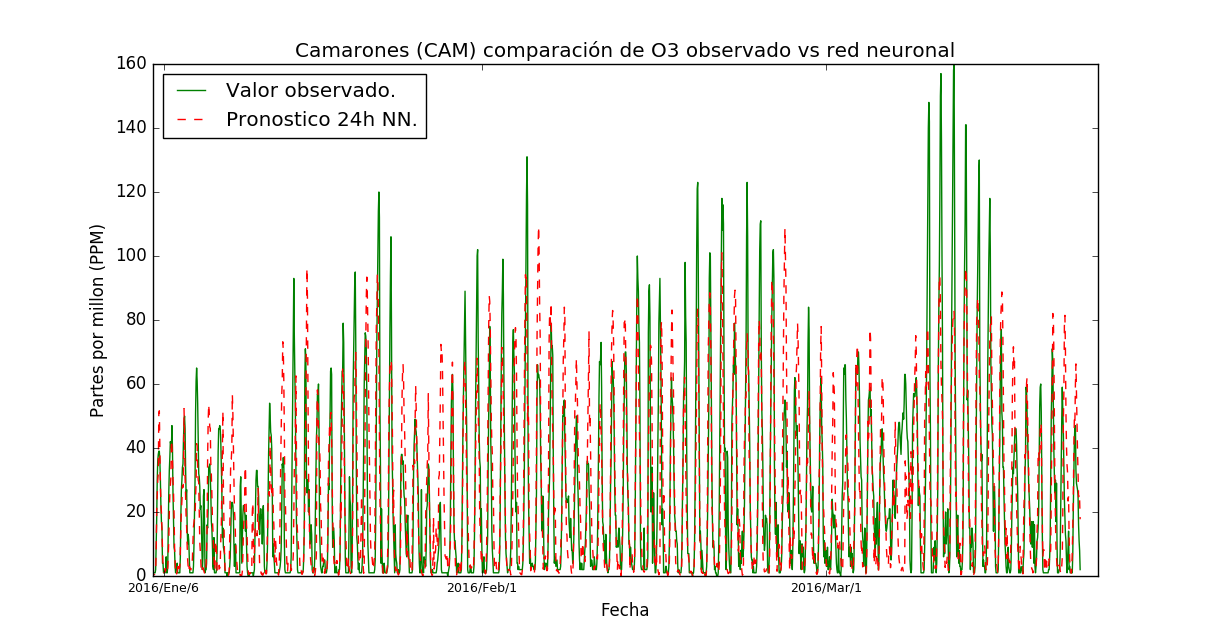 Camarones (CAM) comparación de O3 observado vs red neuronal
Valor observado.
Pronostico 24h NN.
Partes por millon (PPM)
160
140
120
100
80
60
40
20
0
2016/Ene/6
2016/Feb/1
2016/Mar/1
Fecha